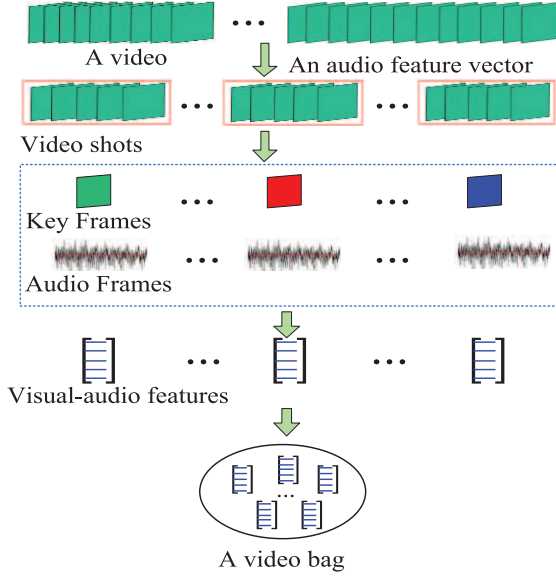 A video
An audio feature vector
Video shots
Key Frames
Audio Frames
Visual-audio features
A video bag